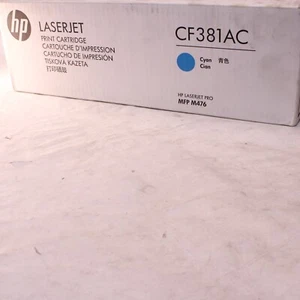 hp
LASERJET
PRINT CARTRIDGE
CARTOUCHE D'IMPRESSION
CARTUCHO DE IMPRESIÓN
TISKOVÁ KAZETA
打印硒鼓
CF381AC
Cyan 青色
Cian
HP LASERJET PRO
MFP M476